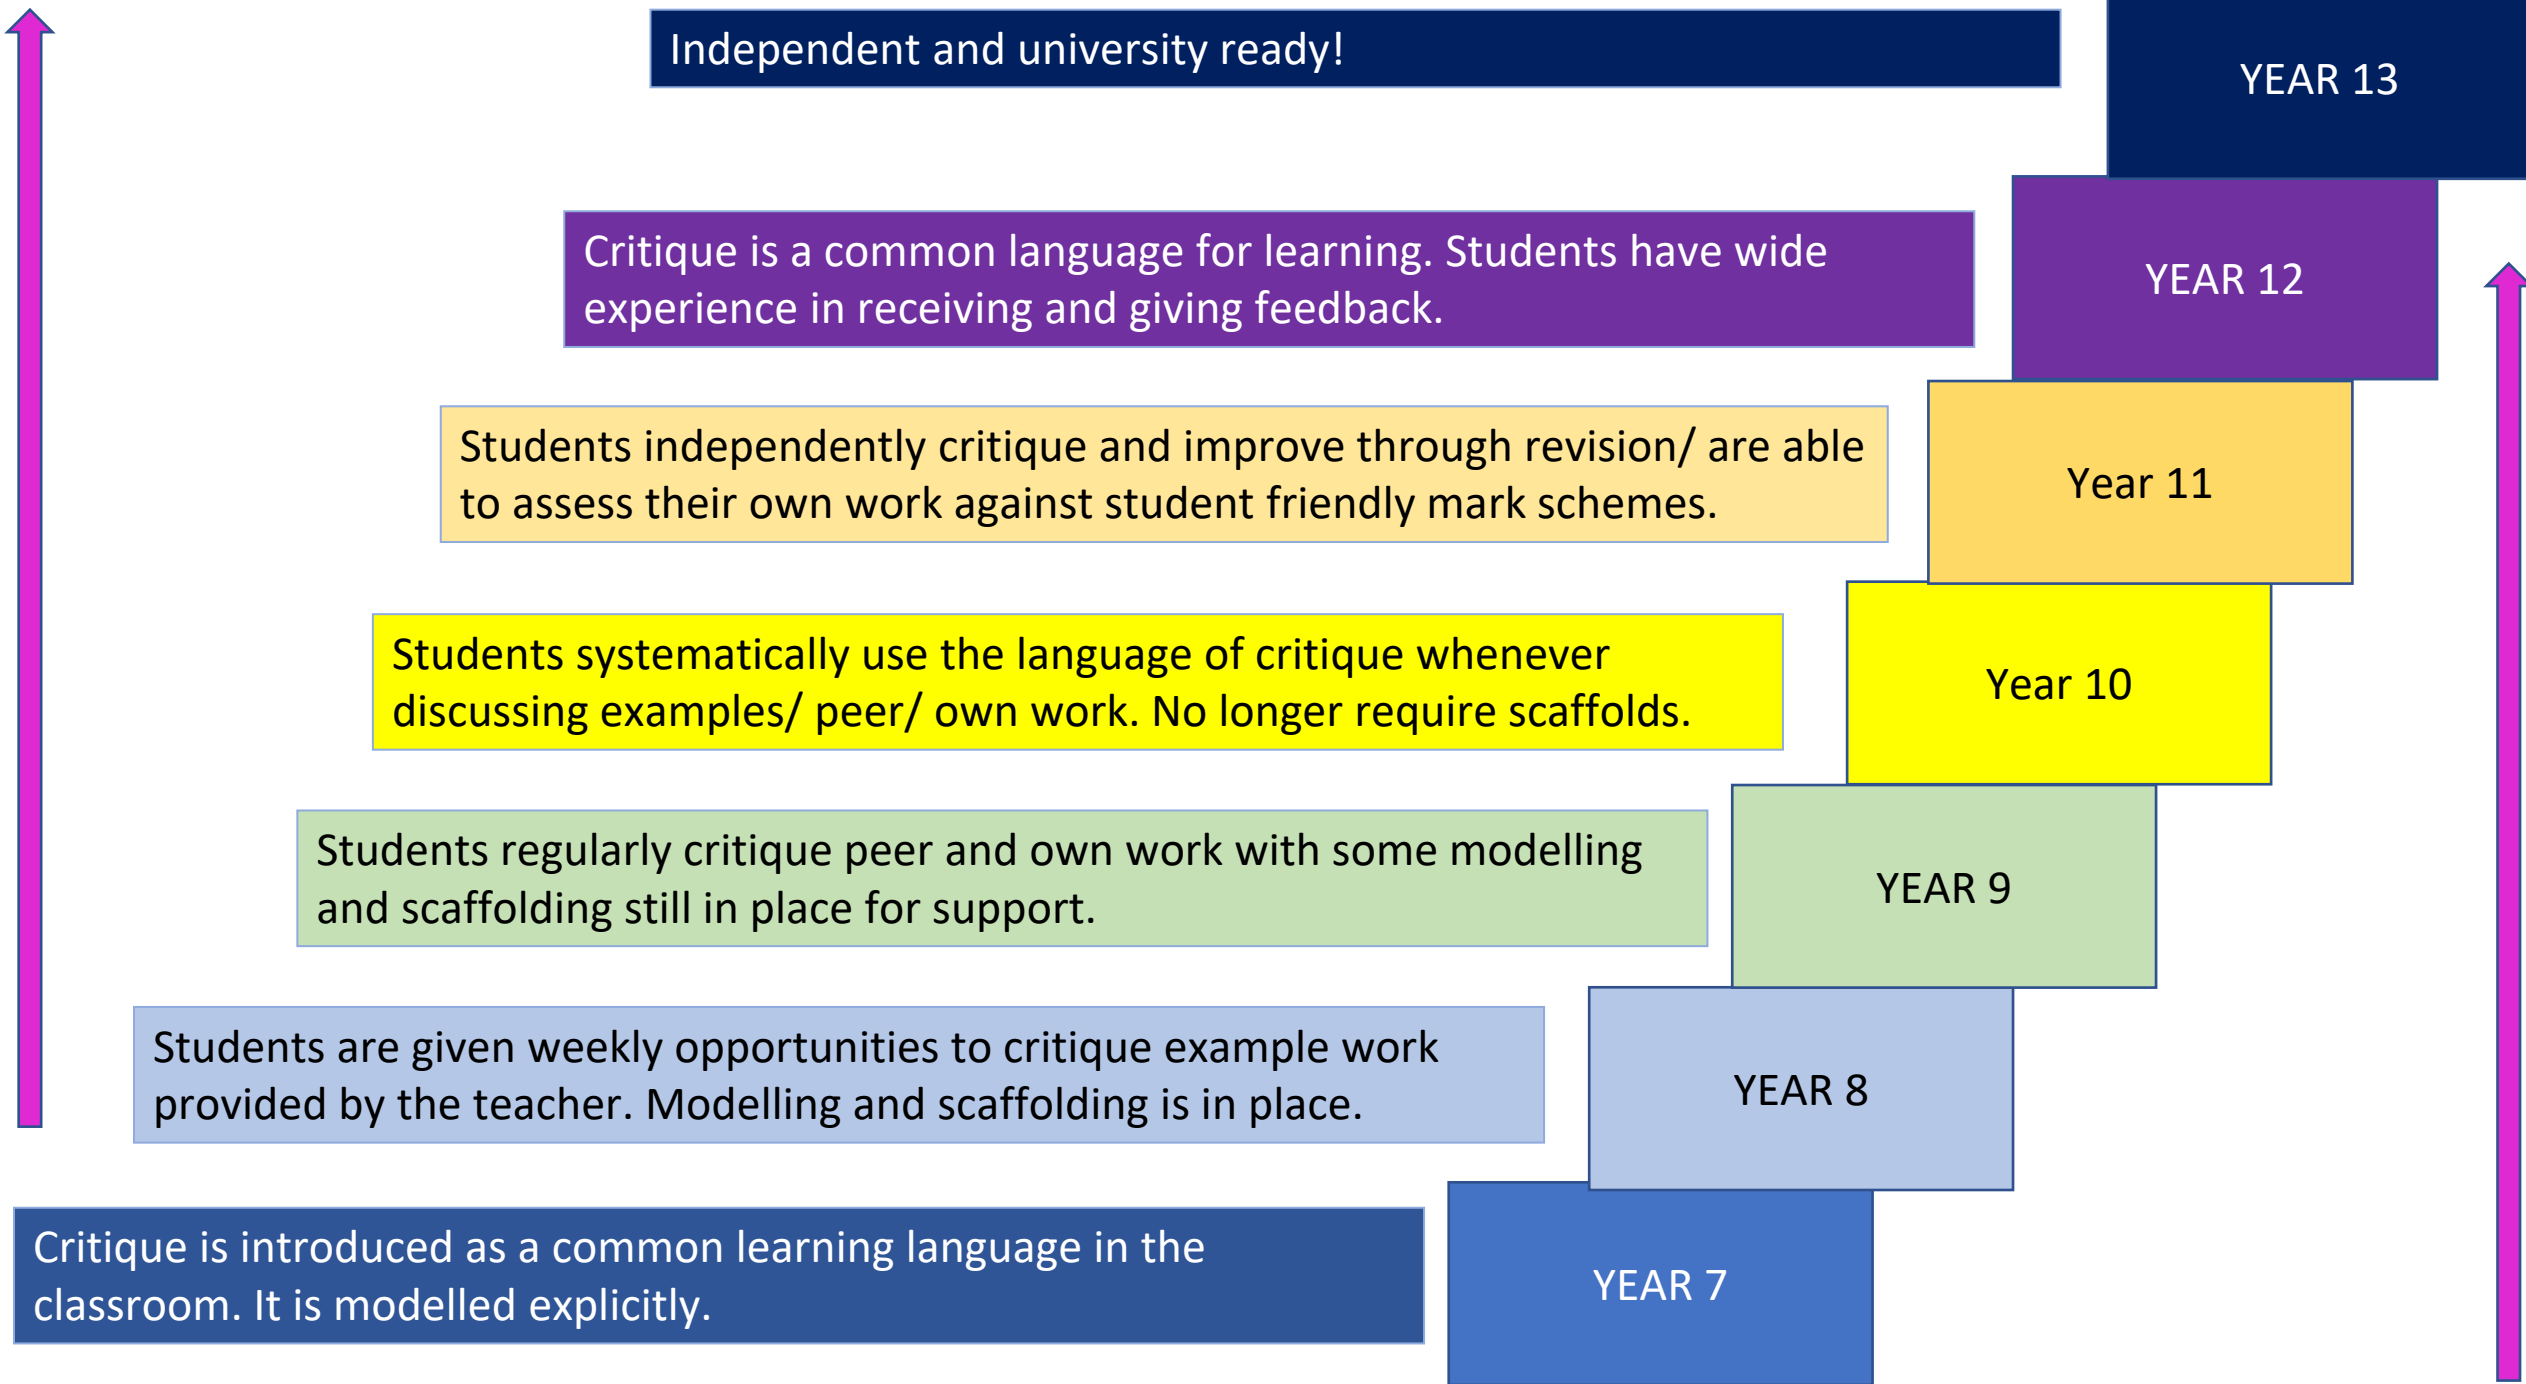 Independent and university ready!
YEAR 13
Critique is a common language for learning. Students have wide
experience in receiving and giving feedback.
YEAR 12
Students independently critique and improve through revision/ are able
to assess their own work against student friendly mark schemes.
Year 11
Students systematically use the language of critique whenever
discussing examples/ peer/ own work. No longer require scaffolds.
Year 10
Students regularly critique peer and own work with some modelling
and scaffolding still in place for support.
YEAR 9
Students are given weekly opportunities to critique example work
provided by the teacher. Modelling and scaffolding is in place.
YEAR 8
Critique is introduced as a common learning language in the
classroom. It is modelled explicitly.
YEAR 7